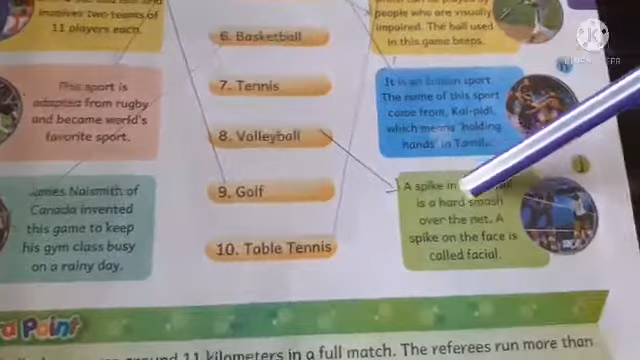 involves two teams of
11 players each.
6. Basketball
people who are visually
impaired. The ball used
in this game beeps.
This sport is
adapted from rugby
and became world's
favorite sport.
7. Tennis
It is an Indian sport.
The name of this sport
came from, Kai-pidi,
which means 'holding
hands' in Tamil.
8. Valleyball
James Naismith of
Canada invented
this game to keep
his gym class busy
on a rainy day.
9. Golf
A spike in
is a hard smash
over the net. A
spike on the face is
called facial.
10. Table Tennis
Point
around 11 kilometers in a full match. The referees run more than